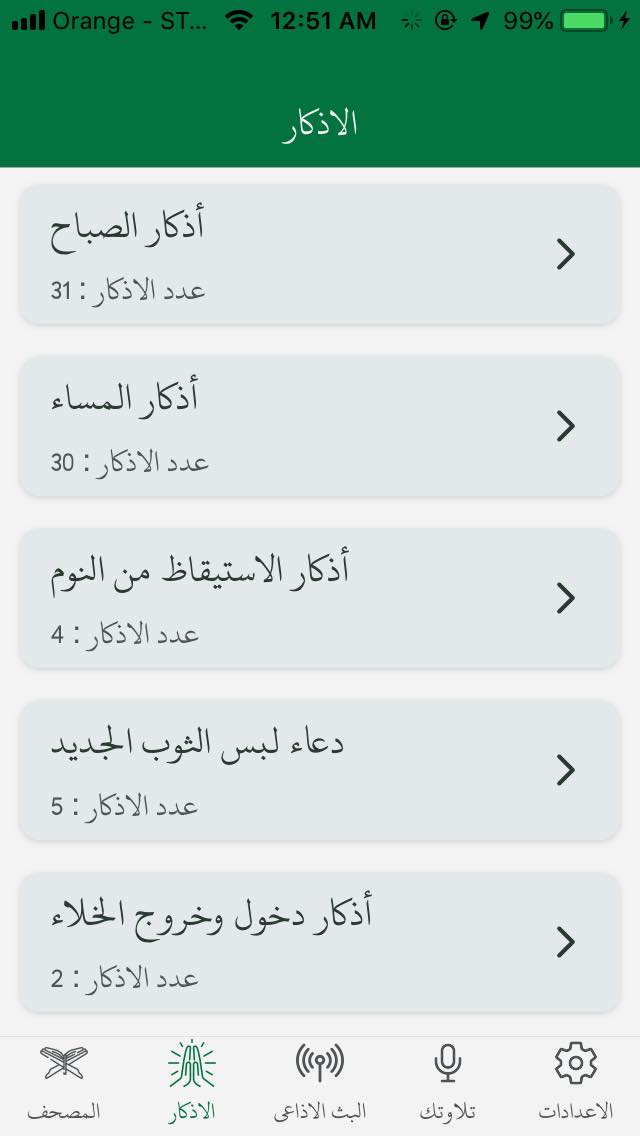 Orange - ST... 12:51 AM 99%
الاذكار
أذكار الصباح
عدد الاذكار : 31
أذكار المساء
عدد الاذكار : 30
أذكار الاستيقاظ من النوم
عدد الاذكار : 4
دعاء لبس الثوب الجديد
عدد الاذكار : 5
أذكار دخول وخروج الخلاء
عدد الاذكار : 2
الاعدادات
تلاوتك
البث الاذاعى
الاذكار
المصحف